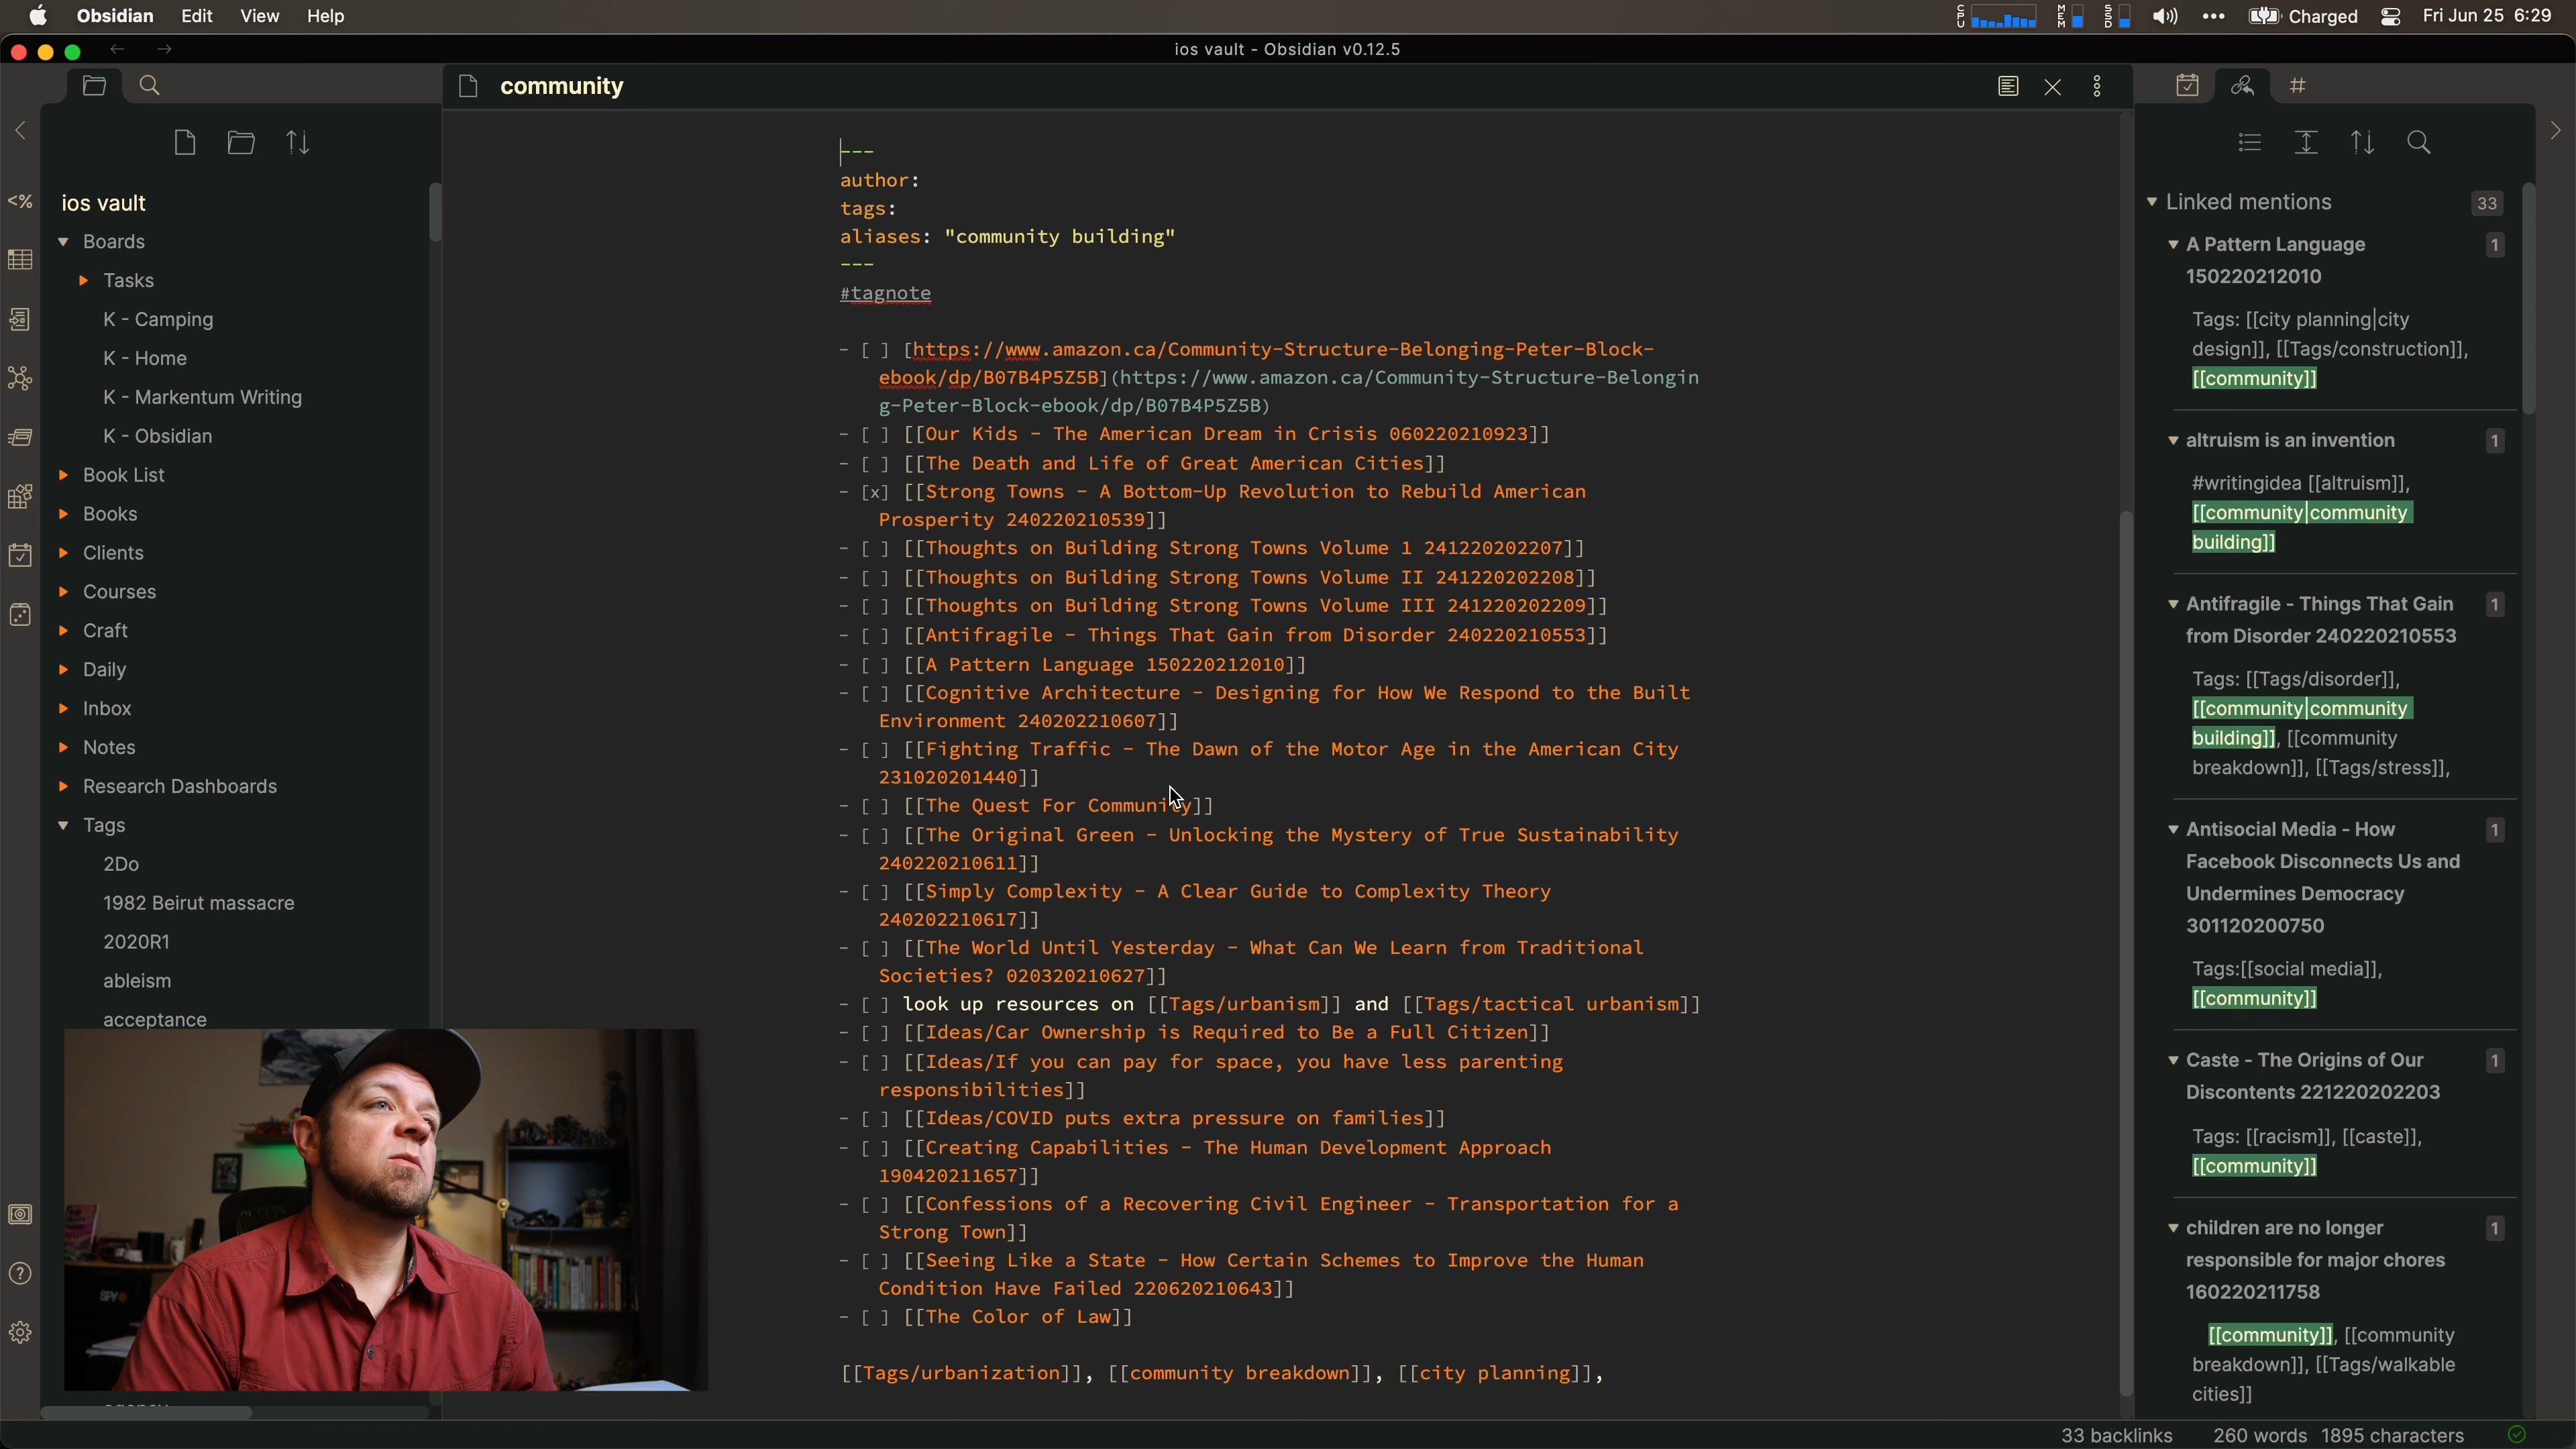 Obsidian Edit View Help
CPU MEM SSD Charged Fri Jun 25 6:29
ios vault - Obsidian v0.12.5
community
ios vault
Boards
Tasks
K - Camping
K - Home
K - Markentum Writing
K - Obsidian
Book List
Books
Clients
Courses
Craft
Daily
Inbox
Notes
Research Dashboards
Tags
2Do
1982 Beirut massacre
2020R1
ableism
acceptance
---
author:
tags:
aliases: "community building"
---
#tagnote
- [ ] [https://www.amazon.ca/Community-Structure-Belonging-Peter-Block-
ebook/dp/B07B4P5Z5B](https://www.amazon.ca/Community-Structure-Belongin
g-Peter-Block-ebook/dp/B07B4P5Z5B)
- [ ] [[Our Kids - The American Dream in Crisis 060220210923]]
- [ ] [[The Death and Life of Great American Cities]]
- [x] [[Strong Towns - A Bottom-Up Revolution to Rebuild American
Prosperity 240220210539]]
- [ ] [[Thoughts on Building Strong Towns Volume 1 241220202207]]
- [ ] [[Thoughts on Building Strong Towns Volume II 241220202208]]
- [ ] [[Thoughts on Building Strong Towns Volume III 241220202209]]
- [ ] [[Antifragile - Things That Gain from Disorder 240220210553]]
- [ ] [[A Pattern Language 150220212010]]
- [ ] [[Cognitive Architecture - Designing for How We Respond to the Built
Environment 240202210607]]
- [ ] [[Fighting Traffic - The Dawn of the Motor Age in the American City
231020201440]]
- [ ] [[The Quest For Community]]
- [ ] [[The Original Green - Unlocking the Mystery of True Sustainability
240220210611]]
- [ ] [[Simply Complexity - A Clear Guide to Complexity Theory
240202210617]]
- [ ] [[The World Until Yesterday - What Can We Learn from Traditional
Societies? 020320210627]]
- [ ] look up resources on [[Tags/urbanism]] and [[Tags/tactical urbanism]]
- [ ] [[Ideas/Car Ownership is Required to Be a Full Citizen]]
- [ ] [[Ideas/If you can pay for space, you have less parenting
responsibilities]]
- [ ] [[Ideas/COVID puts extra pressure on families]]
- [ ] [[Creating Capabilities - The Human Development Approach
190420211657]]
- [ ] [[Confessions of a Recovering Civil Engineer - Transportation for a
Strong Town]]
- [ ] [[Seeing Like a State - How Certain Schemes to Improve the Human
Condition Have Failed 220620210643]]
- [ ] [[The Color of Law]]
[[Tags/urbanization]], [[community breakdown]], [[city planning]],
Linked mentions 33
A Pattern Language 1
150220212010
Tags: [[city planning|city
design]], [[Tags/construction]],
[[community]]
altruism is an invention 1
#writingidea [[altruism]],
[[community|community
building]]
Antifragile - Things That Gain 1
from Disorder 240220210553
Tags: [[Tags/disorder]],
[[community|community
building]], [[community
breakdown]], [[Tags/stress]],
Antisocial Media - How 1
Facebook Disconnects Us and
Undermines Democracy
301120200750
Tags:[[social media]],
[[community]]
Caste - The Origins of Our 1
Discontents 221220202203
Tags: [[racism]], [[caste]],
[[community]]
children are no longer 1
responsible for major chores
160220211758
[[community]], [[community
breakdown]], [[Tags/walkable
cities]]
33 backlinks 260 words 1895 characters